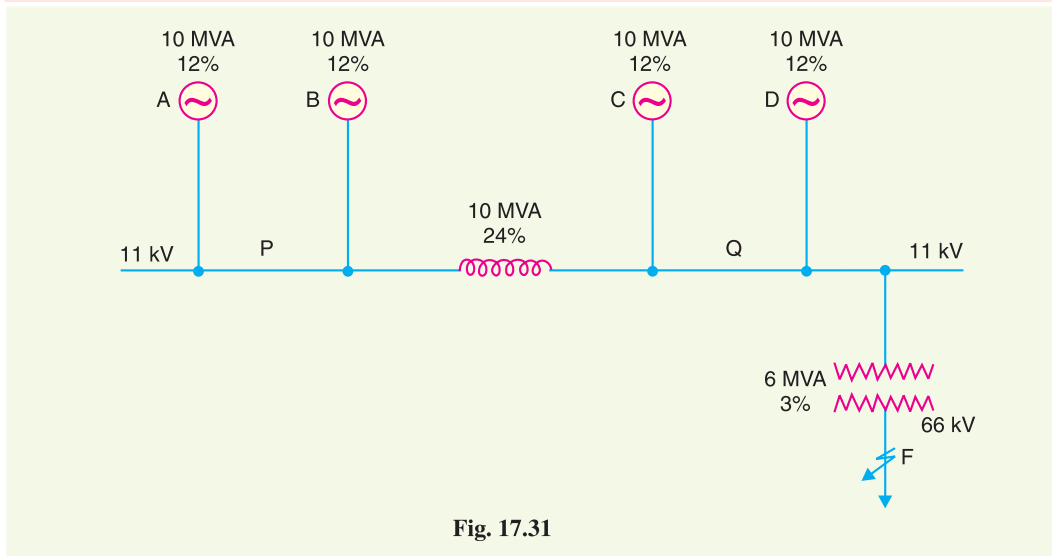 10 MVA
12%
A
10 MVA
12%
B
10 MVA
12%
C
10 MVA
12%
D
11 kV
P
10 MVA
24%
Q
11 kV
6 MVA
3%
66 kV
F
Fig. 17.31